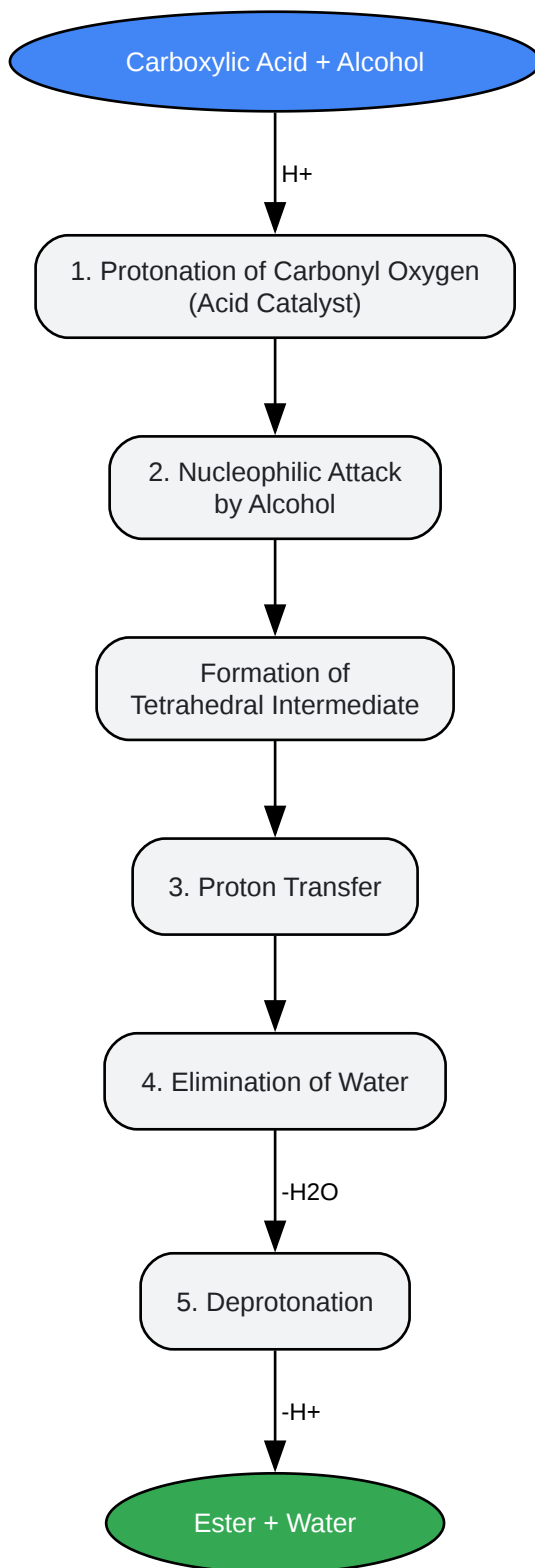 Carboxylic Acid + Alcohol
H+
1. Protonation of Carbonyl Oxygen
(Acid Catalyst)
2. Nucleophilic Attack
by Alcohol
Formation of
Tetrahedral Intermediate
3. Proton Transfer
4. Elimination of Water
-H2O
5. Deprotonation
-H+
Ester + Water